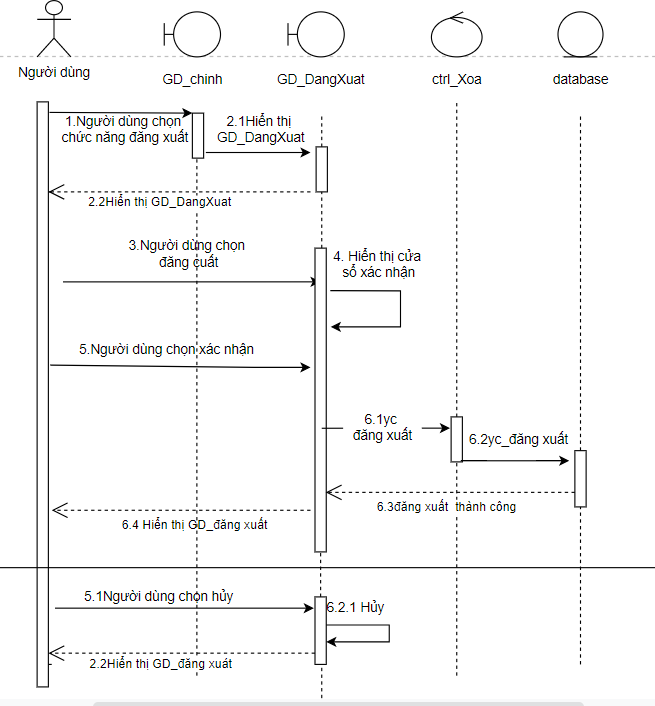 Người dùng
GD_chinh
GD_DangXuat
ctrl_Xoa
database
1.Người dùng chọn
chức năng đăng xuất
2.1Hiển thị
GD_DangXuat
2.2Hiển thị GD_DangXuat
3.Người dừng chọn
đăng cuất
4. Hiển thị cửa
sổ xác nhận
5.Người dùng chọn xác nhận
6.1yc
đăng xuất
6.2yc_đăng xuất
6.3đăng xuất thành công
6.4 Hiển thị GD_đăng xuất
5.1Người dùng chọn hủy
6.2.1 Hủy
2.2Hiển thị GD_đăng xuát